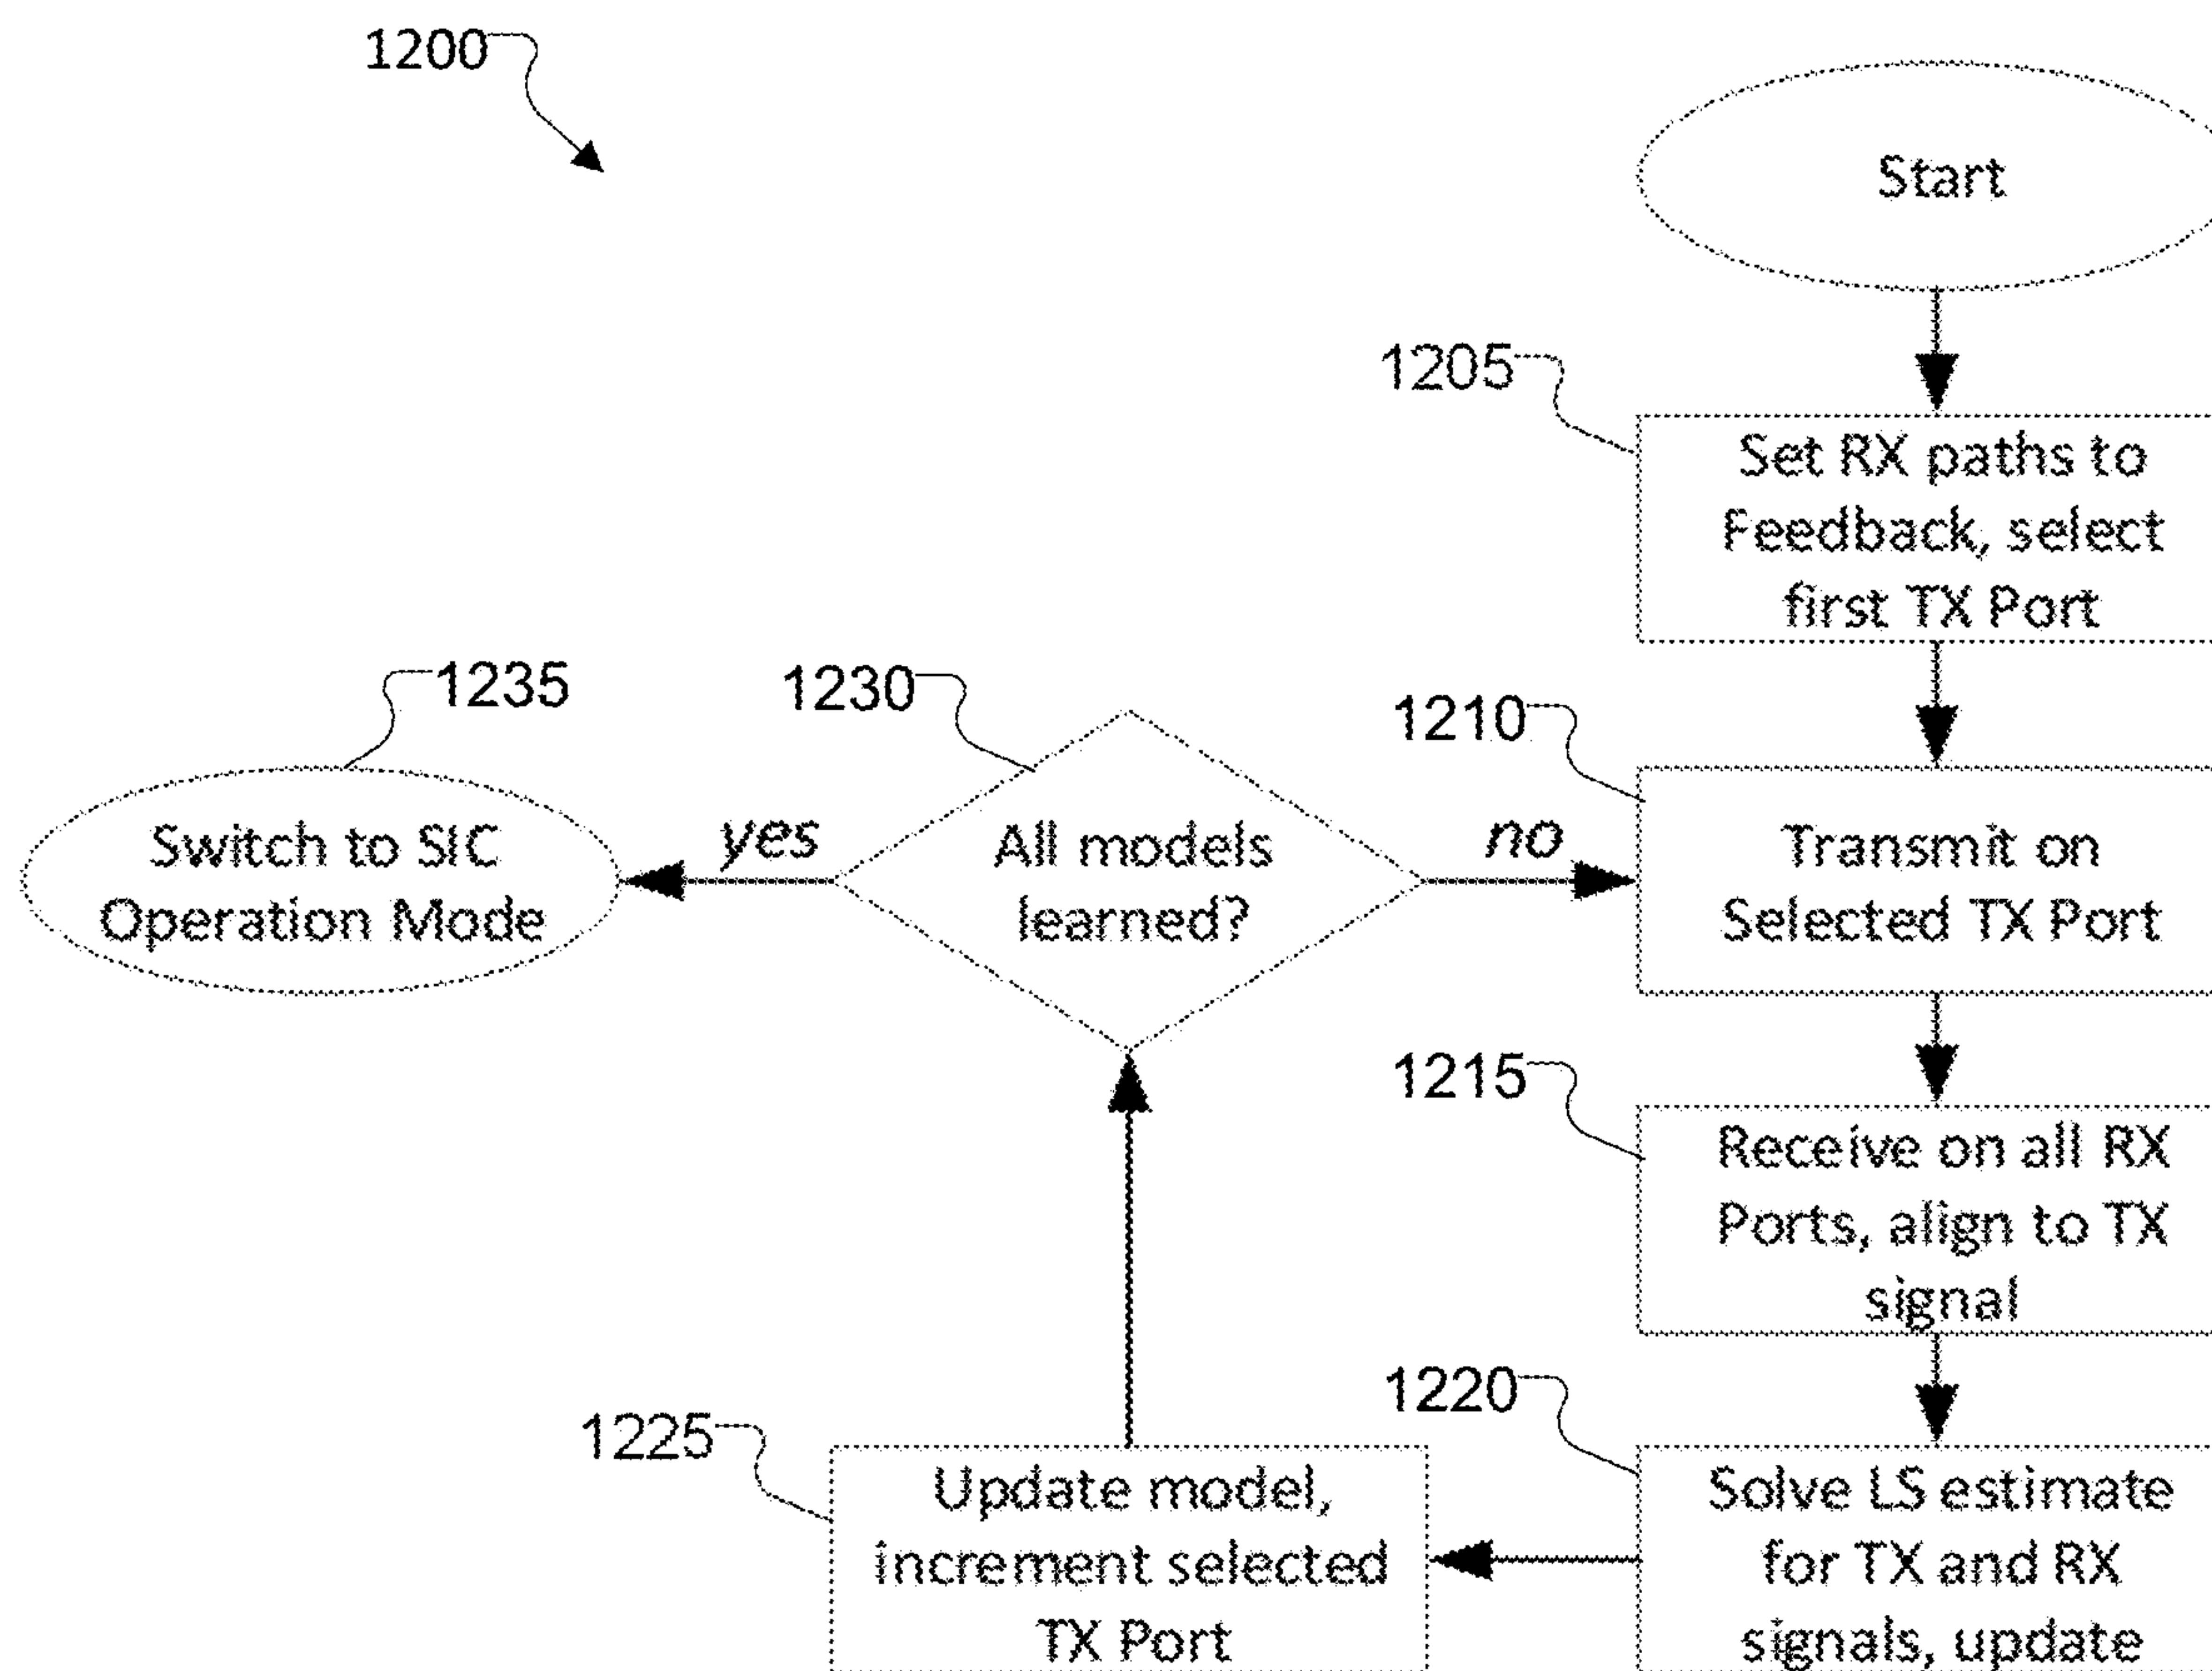 1200
Start
1205
Set RX paths to
Feedback, select
first TX Port
1210
Transmit on
Selected TX Port
1215
Receive on all RX
Ports, align to TX
signal
1220
Solve LS estimate
for TX and RX
signals, update
1225
Update model,
increment selected
TX Port
1230
All models
learned?
no
yes
1235
Switch to SIC
Operation Mode